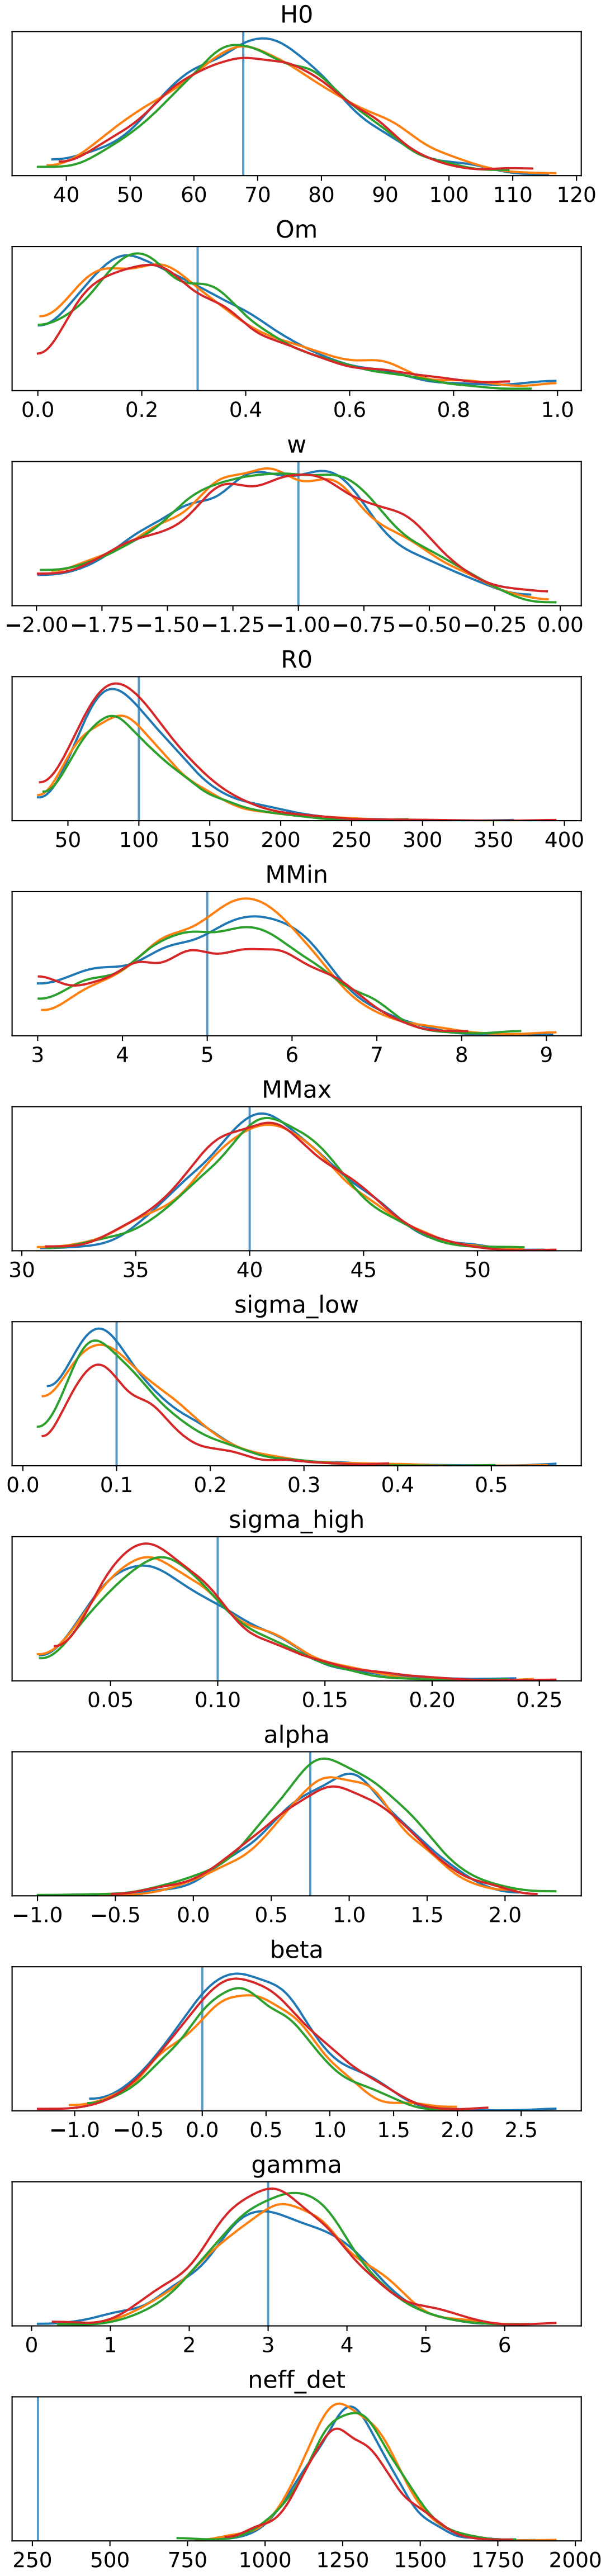 H0
40 50 60 70 80 90 100 110 120
Om
0.0 0.2 0.4 0.6 0.8 1.0
w
−2.00 −1.75 −1.50 −1.25 −1.00 −0.75 −0.50 −0.25 0.00
R0
50 100 150 200 250 300 350 400
MMin
3 4 5 6 7 8 9
MMax
30 35 40 45 50
sigma_low
0.0 0.1 0.2 0.3 0.4 0.5
sigma_high
0.05 0.10 0.15 0.20 0.25
alpha
−1.0 −0.5 0.0 0.5 1.0 1.5 2.0
beta
−1.0 −0.5 0.0 0.5 1.0 1.5 2.0 2.5
gamma
0 1 2 3 4 5 6
neff_det
250 500 750 1000 1250 1500 1750 2000